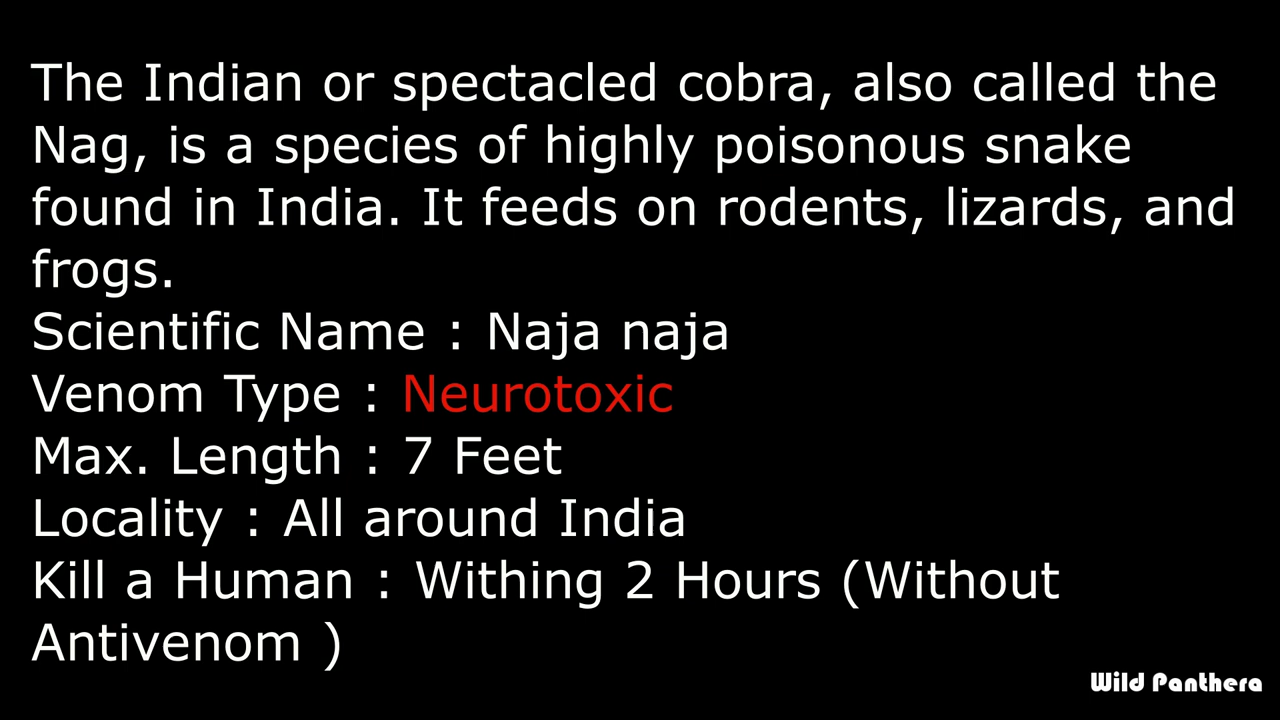 The Indian or spectacled cobra, also called the
Nag, is a species of highly poisonous snake
found in India. It feeds on rodents, lizards, and
frogs.
Scientific Name : Naja naja
Venom Type : Neurotoxic
Max. Length : 7 Feet
Locality : All around India
Kill a Human : Withing 2 Hours (Without
Antivenom )
Wild Panthera